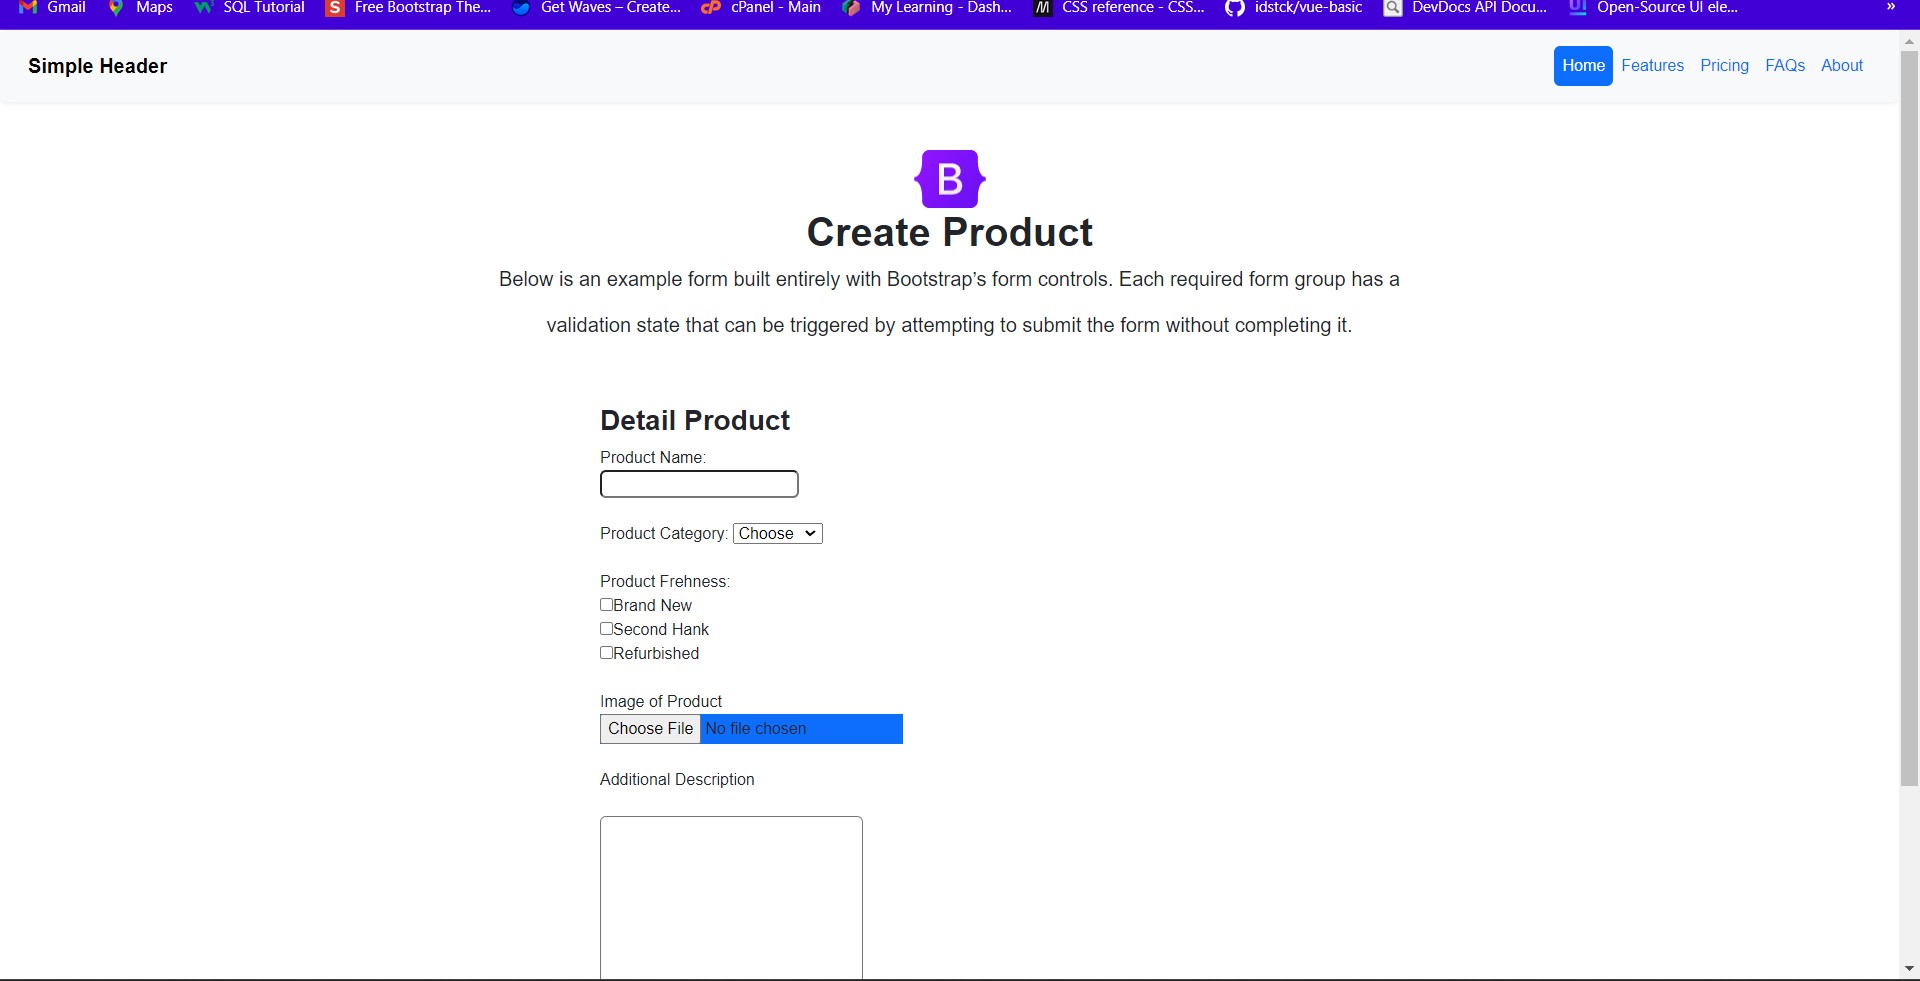 Gmail Maps SQL Tutorial Free Bootstrap The... Get Waves – Create... cPanel - Main My Learning - Dash... CSS reference - CSS... idstck/vue-basic DevDocs API Docu... Open-Source UI ele... »
Simple Header Home Features Pricing FAQs About
B
Create Product
Below is an example form built entirely with Bootstrap’s form controls. Each required form group has a
validation state that can be triggered by attempting to submit the form without completing it.
Detail Product
Product Name:
Product Category: Choose
Product Frehness:
Brand New
Second Hank
Refurbished
Image of Product
Choose File No file chosen
Additional Description